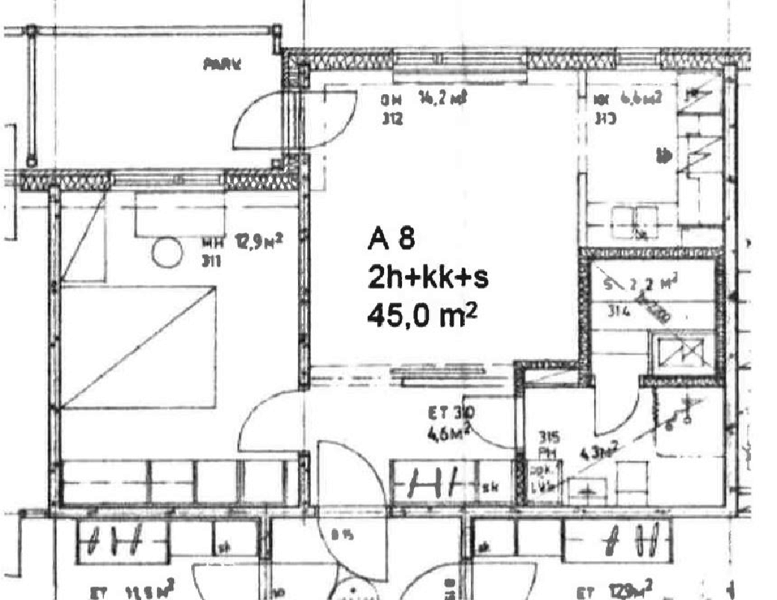 PARV.
OH 14,2 M²
312
KK 6,6 M²
313
MH 12,9 M²
311
A 8
2h+kk+s
45,0 m²
S 2,2 M²
314
ET 310
4,6 M²
315
PH
4,3 M²
sk
sk
sk
ET 11,5 M²
ET 12,9 M²